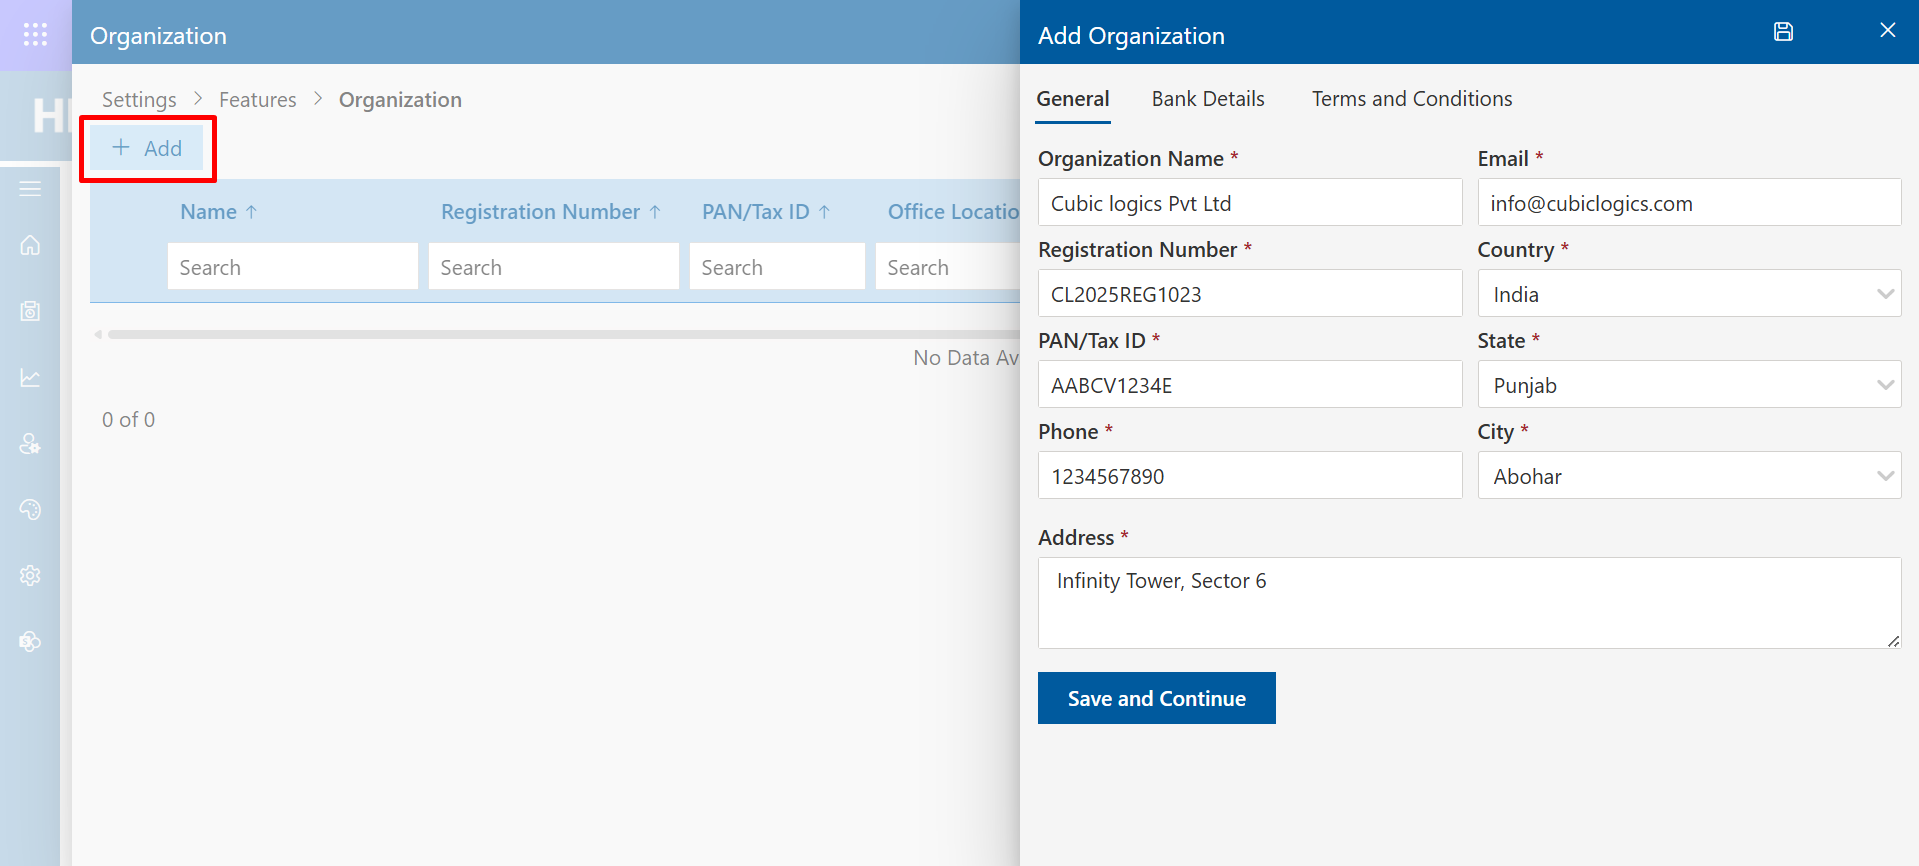 Organization
Settings > Features > Organization
+ Add
Name ↑ Registration Number ↑ PAN/Tax ID ↑ Office Locatio
Search Search Search Search
No Data Av
0 of 0
Add Organization
General Bank Details Terms and Conditions
Organization Name * Email *
Cubic logics Pvt Ltd info@cubiclogics.com
Registration Number * Country *
CL2025REG1023 India
PAN/Tax ID * State *
AABCV1234E Punjab
Phone * City *
1234567890 Abohar
Address *
Infinity Tower, Sector 6
Save and Continue